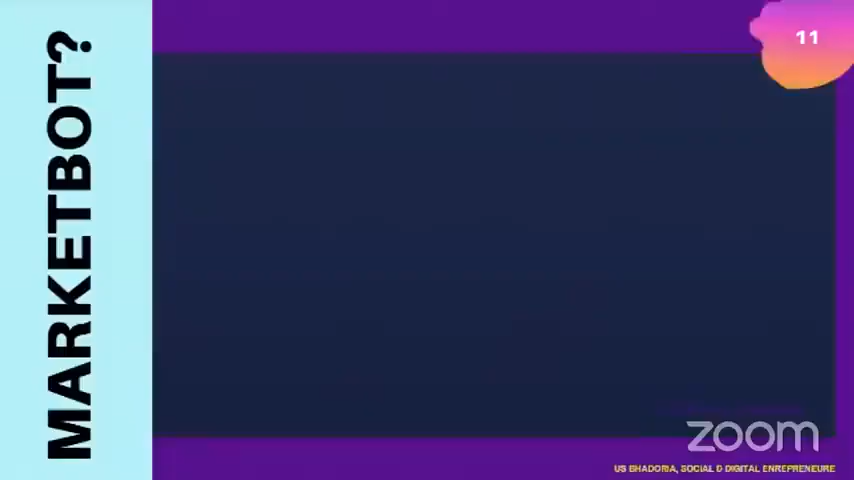 MARKETBOT?
11
zoom
US BHADORIA, SOCIAL & DIGITAL ENREPRENEURE